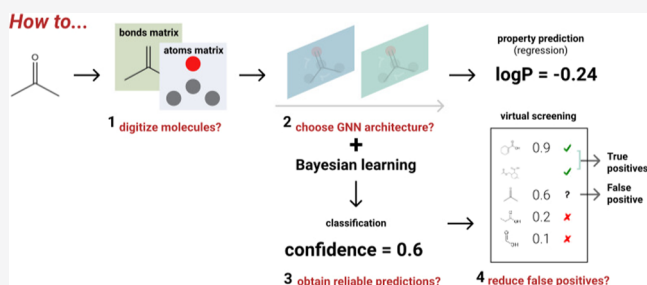 How to...
O
bonds matrix
atoms matrix
1 digitize molecules?
2 choose GNN architecture?
+
Bayesian learning
classification
confidence = 0.6
3 obtain reliable predictions?
property prediction
(regression)
logP = -0.24
virtual screening
0.9 ✓
✓
0.6 ?
0.2 ✗
0.1 ✗
True
positives
False
positive
4 reduce false positives?